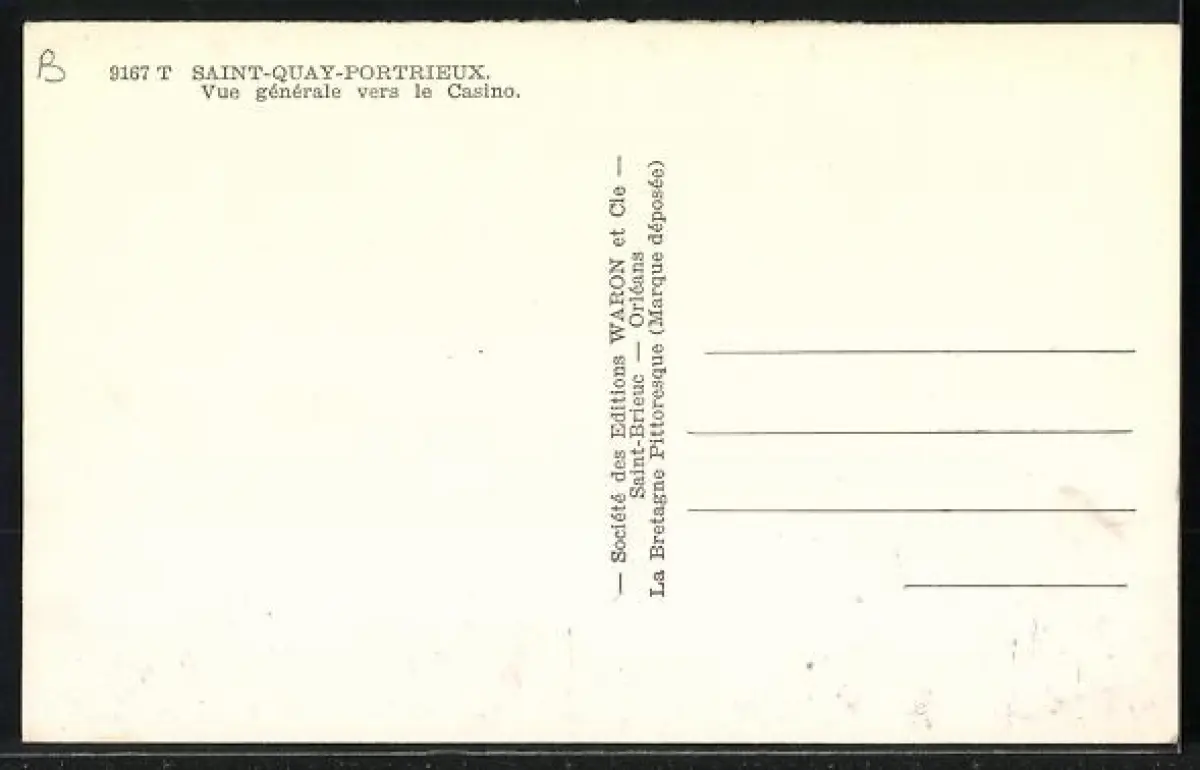 B
9167 T SAINT-QUAY-PORTRIEUX.
Vue générale vers le Casino.
— Société des Editions WARON et Cie —
Saint-Brieuc — Orléans
La Bretagne Pittoresque (Marque déposée)